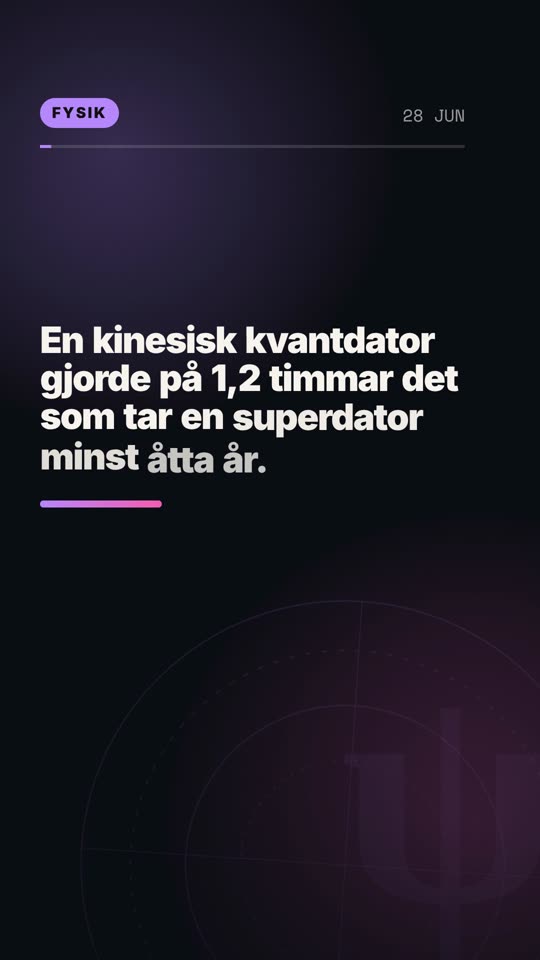 FYSIK
28 JUN
En kinesisk kvantdator
gjorde på 1,2 timmar det
som tar en superdator
minst åtta år.
ψ